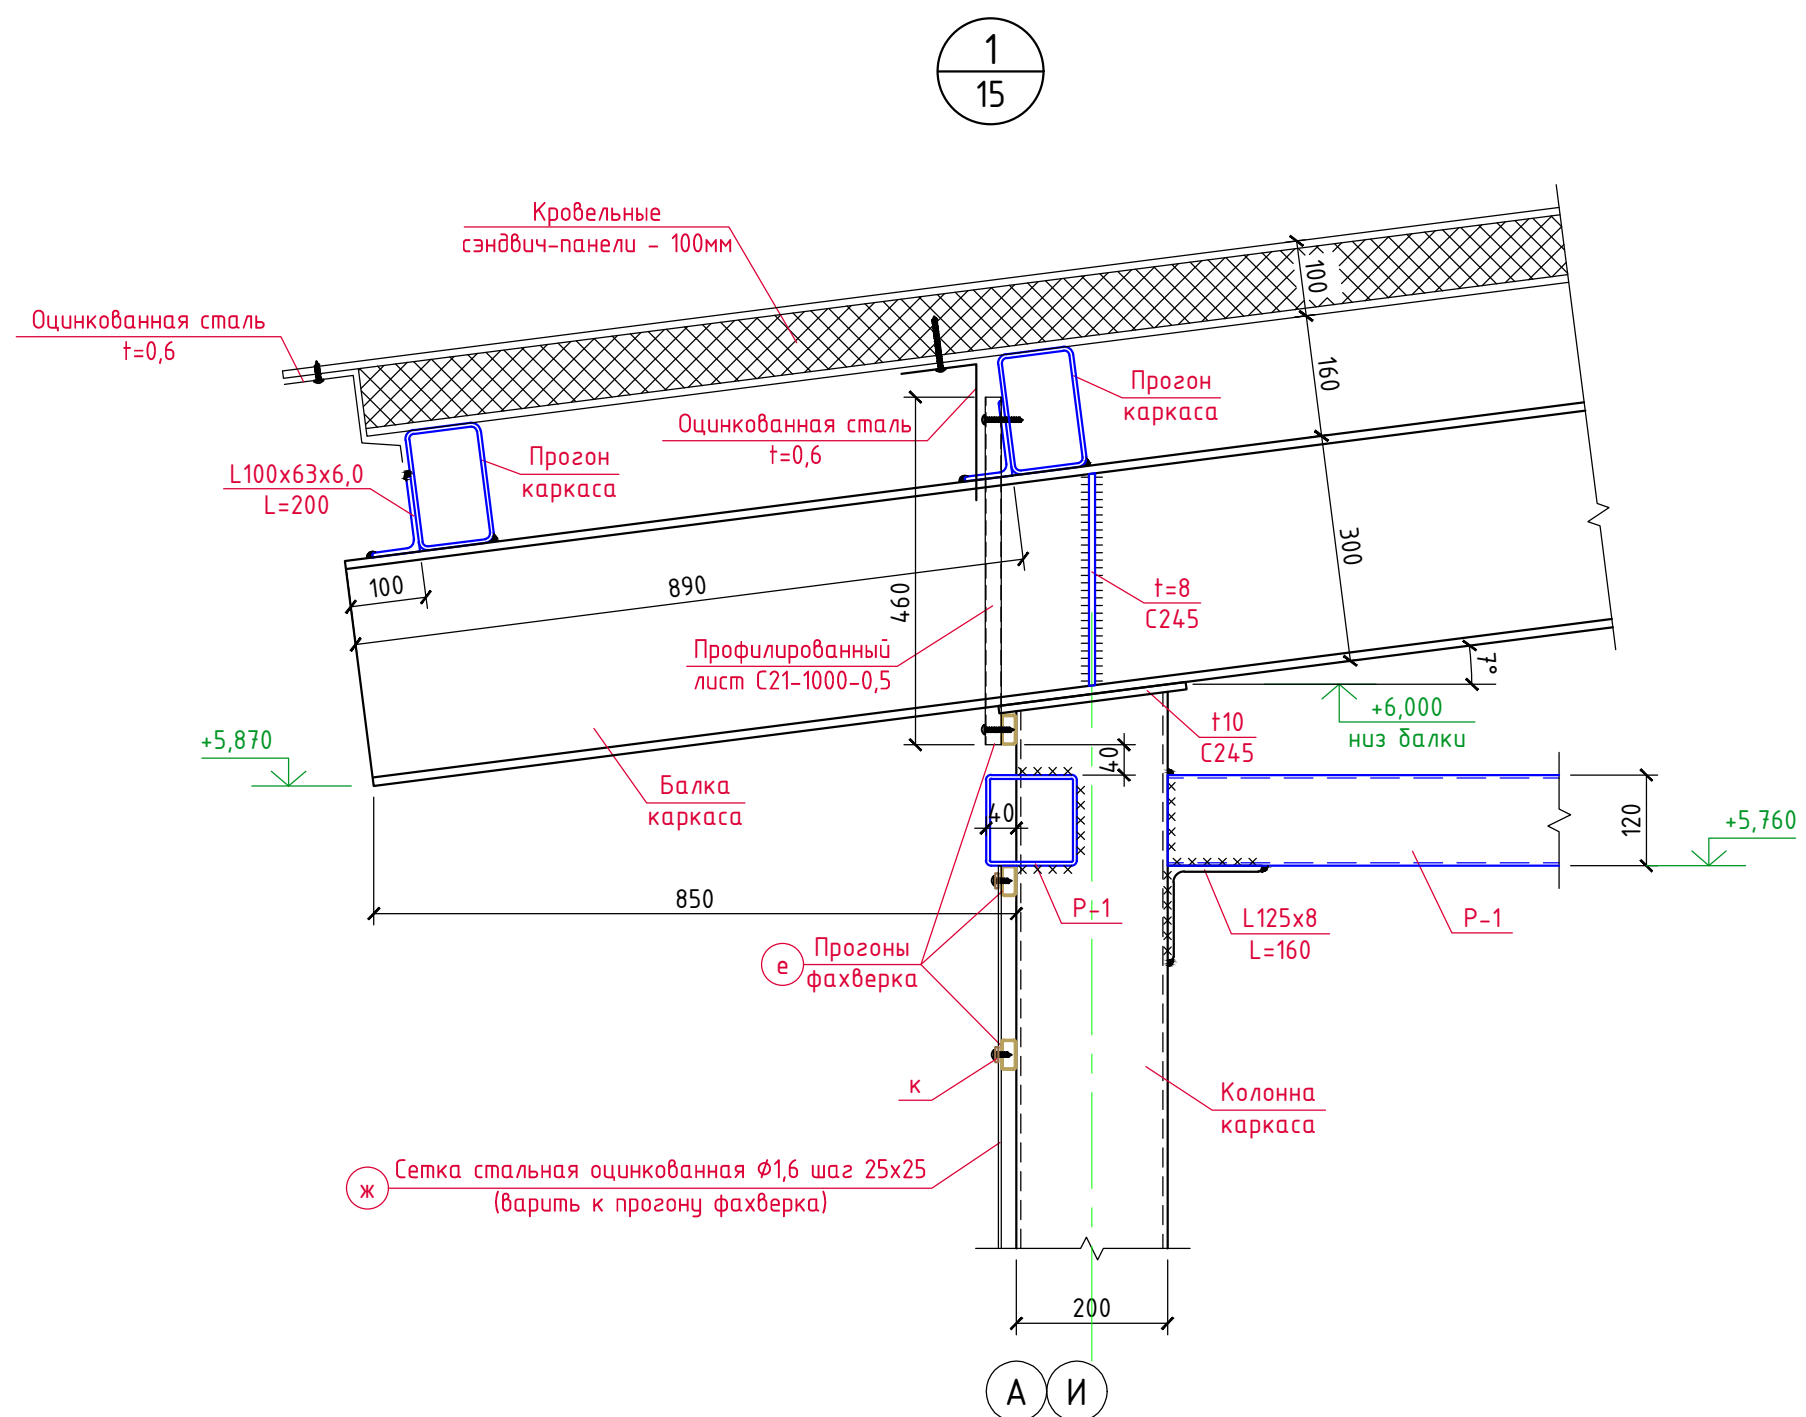 1
15
Кровельные
сэндвич-панели - 100мм
Оцинкованная сталь
t=0,6
100
160
Прогон
каркаса
Оцинкованная сталь
t=0,6
Прогон
каркаса
L100x63x6,0
L=200
300
100
890
460
t=8
С245
Профилированный
лист С21-1000-0,5
7°
+6,000
низ балки
t10
С245
+5,870
40
Балка
каркаса
40
120
+5,760
850
Р-1
L125x8
L=160
Р-1
е
Прогоны
фахверка
к
Колонна
каркаса
ж
Сетка стальная оцинкованная Ø1,6 шаг 25x25
(варить к прогону фахверка)
200
А
И